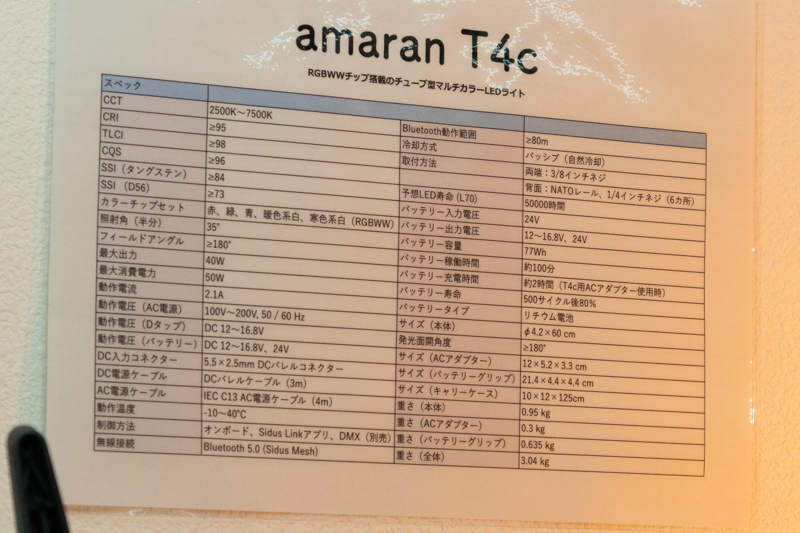 amaran T4c
RGBWWチップ搭載のチューブ型マルチカラーLEDライト
スペック
CCT 2500K〜7500K
CRI ≥95
TLCI ≥98
CQS ≥96
SSI（タングステン） ≥84
SSI （D56） ≥73
カラーチップセット 赤、緑、青、暖色系白、寒色系白（RGBWW）
照射角（半分） 35°
フィールドアングル ≥180°
最大出力 40W
最大消費電力 50W
動作電流 2.1A
動作電圧（AC電源） 100V〜200V, 50 / 60 Hz
動作電圧（Dタップ） DC 12〜16.8V
動作電圧（バッテリー） DC 12〜16.8V、24V
DC入力コネクター 5.5×2.5mm DCバレルコネクター
DC電源ケーブル DCバレルケーブル（3m）
AC電源ケーブル IEC C13 AC電源ケーブル（4m）
動作温度 -10〜40℃
制御方法 オンボード、Sidus Linkアプリ、DMX（別売）
無線接続 Bluetooth 5.0 (Sidus Mesh)
Bluetooth動作範囲 ≥80m
冷却方式 パッシブ（自然冷却）
取付方法 両端：3/8インチネジ
背面：NATOレール、1/4インチネジ（6カ所）
予想LED寿命 (L70) 50000時間
バッテリー入力電圧 24V
バッテリー出力電圧 12〜16.8V、24V
バッテリー容量 77Wh
バッテリー稼働時間 約100分
バッテリー充電時間 約2時間（T4c用ACアダプター使用時）
バッテリー寿命 500サイクル後80%
バッテリータイプ リチウム電池
サイズ（本体） φ4.2×60 cm
発光面開角度 ≥180°
サイズ（ACアダプター） 12×5.2×3.3 cm
サイズ（バッテリーグリップ） 21.4×4.4×4.4 cm
サイズ（キャリーケース） 10×12×125cm
重さ（本体） 0.95 kg
重さ（ACアダプター） 0.3 kg
重さ（バッテリーグリップ） 0.635 kg
重さ（全体） 3.04 kg